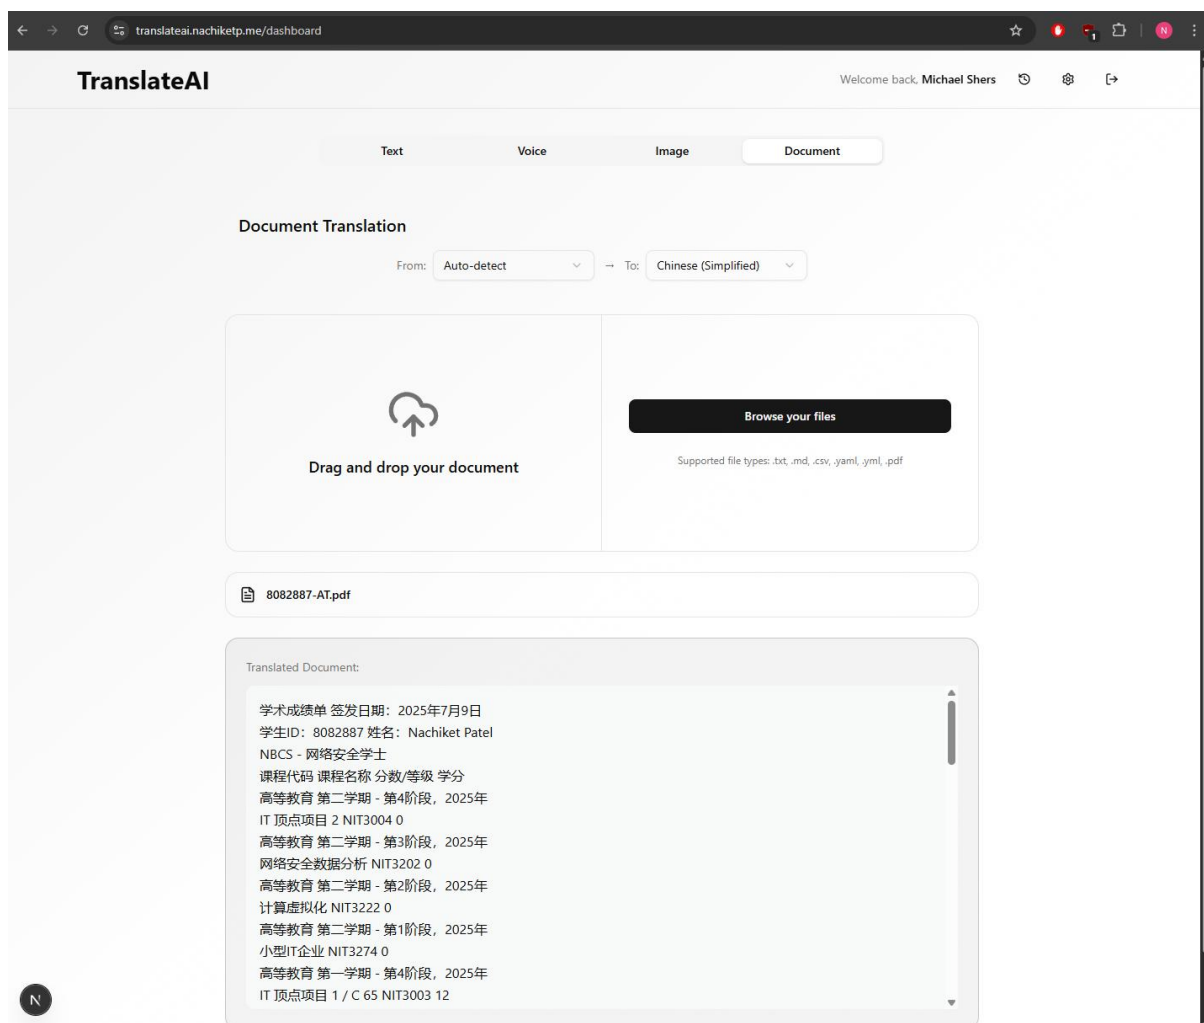 translateai.nachiketp.me/dashboard
1
N
TranslateAI
Welcome back, Michael Shers
Text Voice Image Document
Document Translation
From: Auto-detect → To: Chinese (Simplified)
Drag and drop your document
Browse your files
Supported file types: .txt, .md, .csv, .yaml, .yml, .pdf
8082887-AT.pdf
Translated Document:
学术成绩单 签发日期：2025年7月9日
学生ID：8082887 姓名：Nachiket Patel
NBCS - 网络安全学士
课程代码 课程名称 分数/等级 学分
高等教育 第二学期 - 第4阶段，2025年
IT 顶点项目 2 NIT3004 0
高等教育 第二学期 - 第3阶段，2025年
网络安全数据分析 NIT3202 0
高等教育 第二学期 - 第2阶段，2025年
计算虚拟化 NIT3222 0
高等教育 第二学期 - 第1阶段，2025年
小型IT企业 NIT3274 0
高等教育 第一学期 - 第4阶段，2025年
IT 顶点项目 1 / C 65 NIT3003 12
N